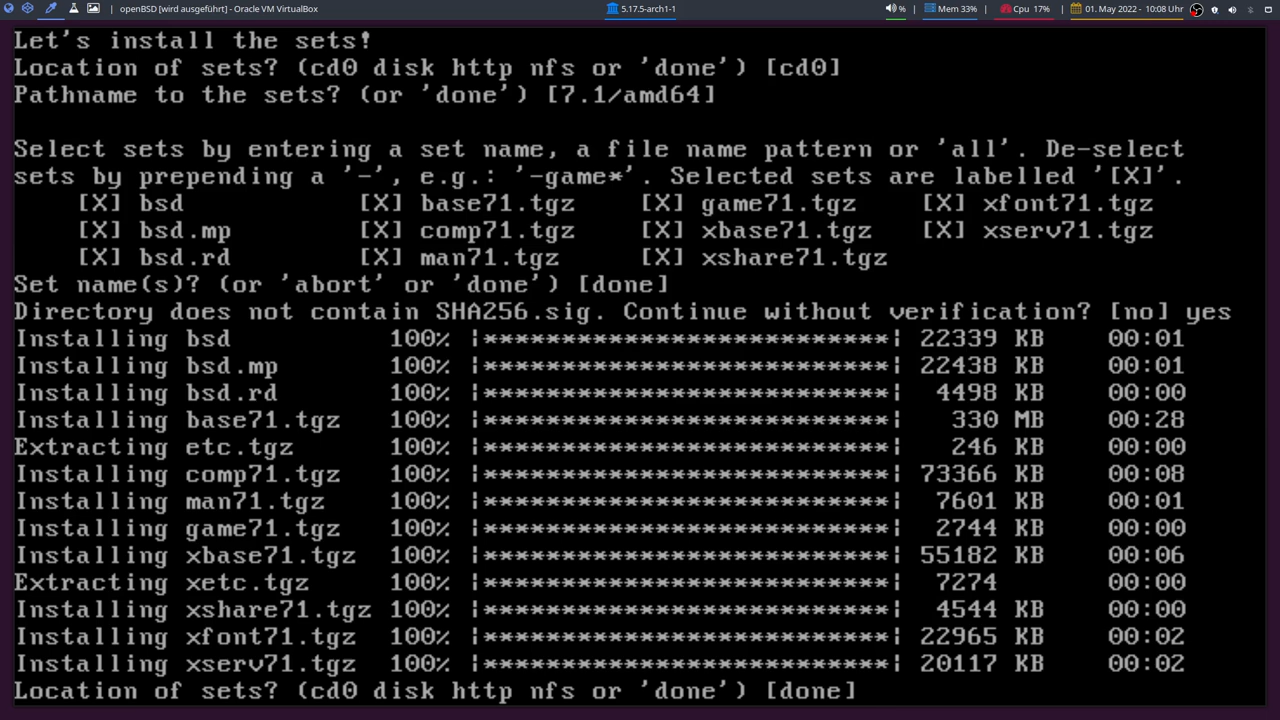 openBSD [wird ausgeführt] - Oracle VM VirtualBox 5.17.5-arch1-1 % Mem 33% Cpu 17% 01. May 2022 - 10:08 Uhr
Let's install the sets!
Location of sets? (cd0 disk http nfs or 'done') [cd0]
Pathname to the sets? (or 'done') [7.1/amd64]
Select sets by entering a set name, a file name pattern or 'all'. De-select
sets by prepending a '-', e.g.: '-game*'. Selected sets are labelled '[X]'.
[X] bsd [X] base71.tgz [X] game71.tgz [X] xfont71.tgz
[X] bsd.mp [X] comp71.tgz [X] xbase71.tgz [X] xserv71.tgz
[X] bsd.rd [X] man71.tgz [X] xshare71.tgz
Set name(s)? (or 'abort' or 'done') [done]
Directory does not contain SHA256.sig. Continue without verification? [no] yes
Installing bsd 100% |**************************| 22339 KB 00:01
Installing bsd.mp 100% |**************************| 22438 KB 00:01
Installing bsd.rd 100% |**************************| 4498 KB 00:00
Installing base71.tgz 100% |**************************| 330 MB 00:28
Extracting etc.tgz 100% |**************************| 246 KB 00:00
Installing comp71.tgz 100% |**************************| 73366 KB 00:08
Installing man71.tgz 100% |**************************| 7601 KB 00:01
Installing game71.tgz 100% |**************************| 2744 KB 00:00
Installing xbase71.tgz 100% |**************************| 55182 KB 00:06
Extracting xetc.tgz 100% |**************************| 7274 00:00
Installing xshare71.tgz 100% |**************************| 4544 KB 00:00
Installing xfont71.tgz 100% |**************************| 22965 KB 00:02
Installing xserv71.tgz 100% |**************************| 20117 KB 00:02
Location of sets? (cd0 disk http nfs or 'done') [done]